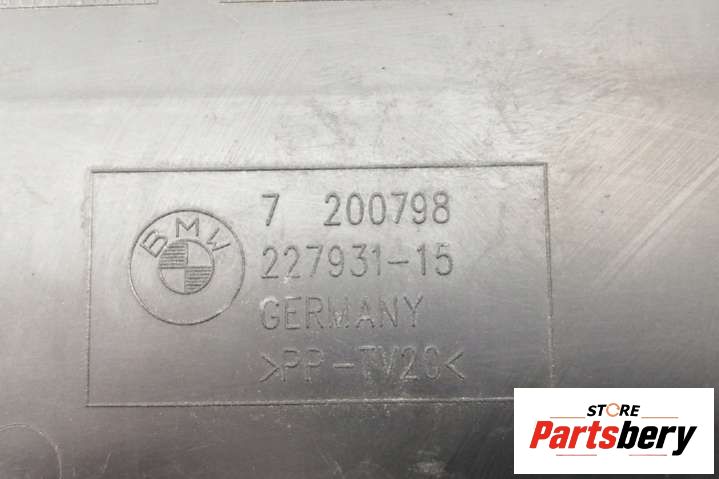 BMW
7 200798
227931-15
GERMANY
>PP-TV20<
STORE
Partsbery